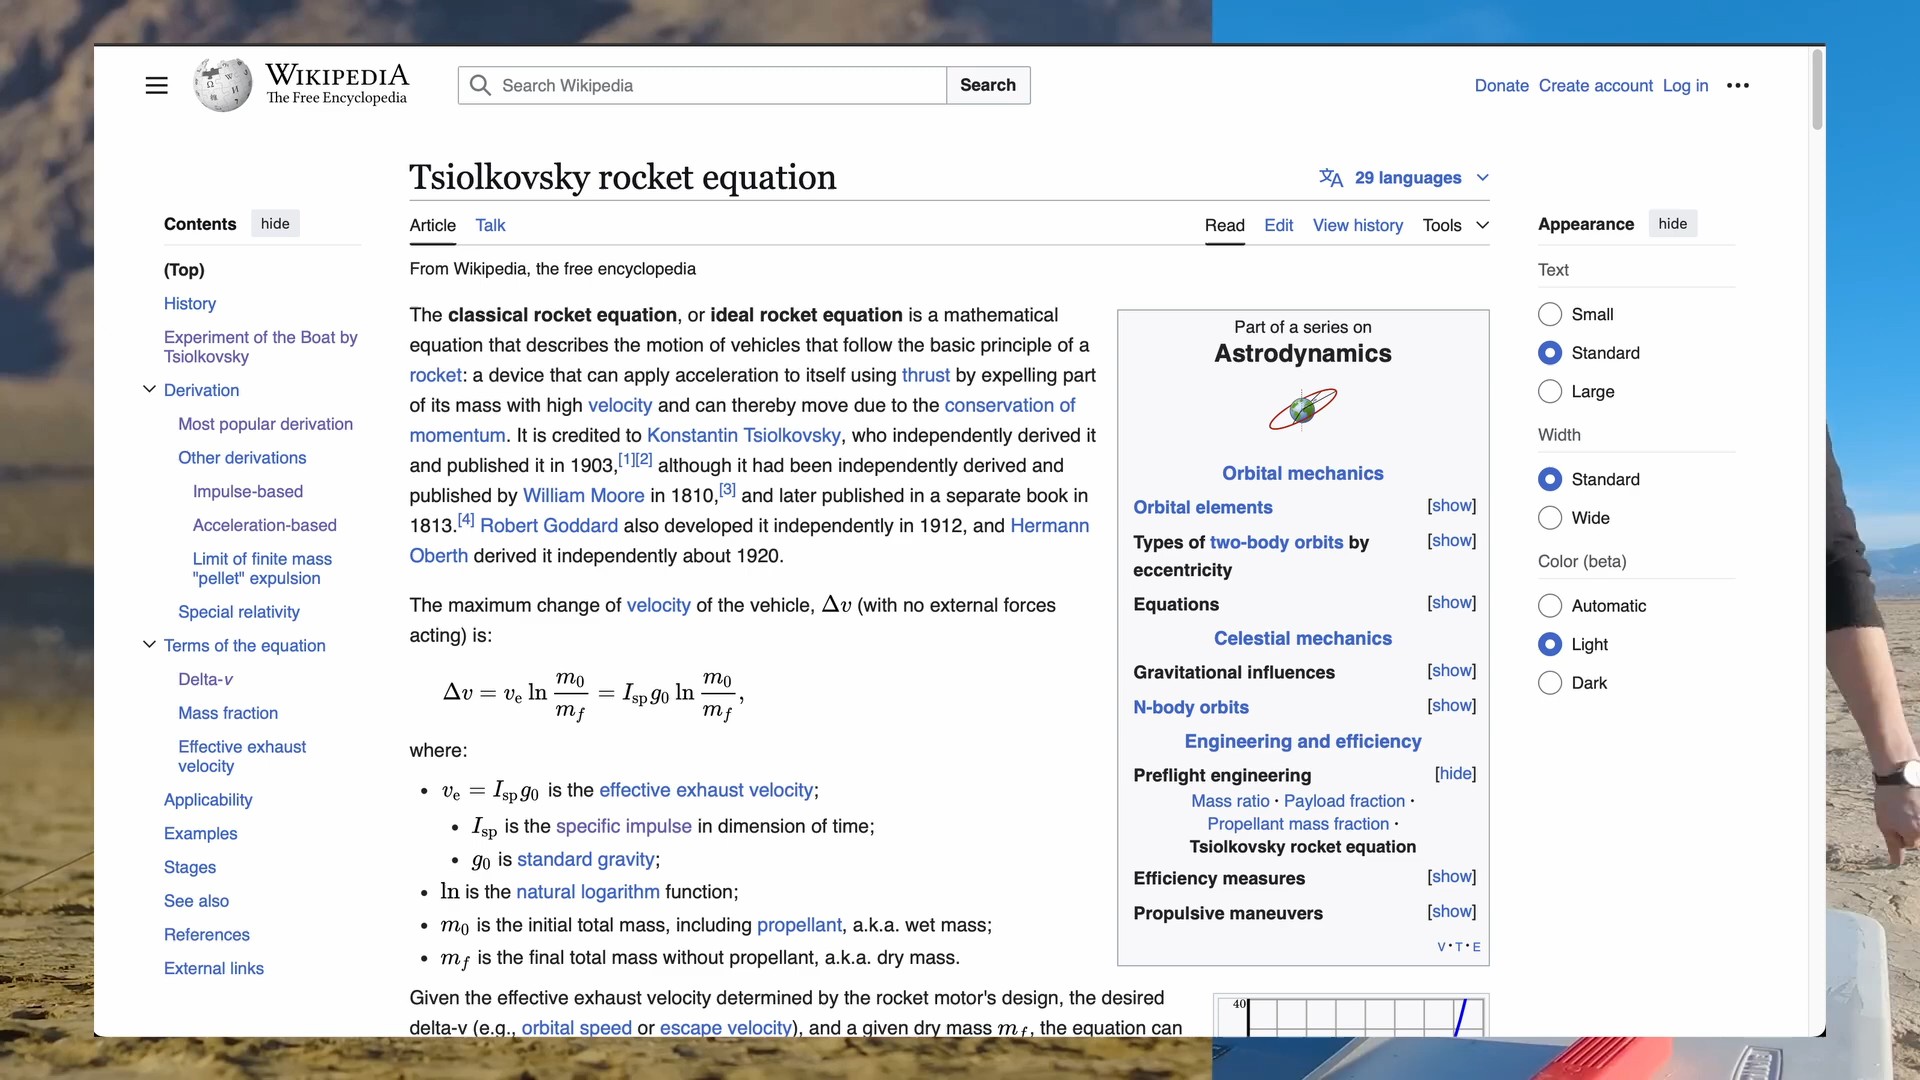 WIKIPEDIA
The Free Encyclopedia
Search Wikipedia
Search
Donate Create account Log in
Tsiolkovsky rocket equation
29 languages
Contents hide
(Top)
History
Experiment of the Boat by
Tsiolkovsky
Derivation
Most popular derivation
Other derivations
Impulse-based
Acceleration-based
Limit of finite mass
"pellet" expulsion
Special relativity
Terms of the equation
Delta-v
Mass fraction
Effective exhaust
velocity
Applicability
Examples
Stages
See also
References
External links
Article Talk
Read Edit View history Tools
From Wikipedia, the free encyclopedia
The classical rocket equation, or ideal rocket equation is a mathematical
equation that describes the motion of vehicles that follow the basic principle of a
rocket: a device that can apply acceleration to itself using thrust by expelling part
of its mass with high velocity and can thereby move due to the conservation of
momentum. It is credited to Konstantin Tsiolkovsky, who independently derived it
and published it in 1903,[1][2] although it had been independently derived and
published by William Moore in 1810,[3] and later published in a separate book in
1813.[4] Robert Goddard also developed it independently in 1912, and Hermann
Oberth derived it independently about 1920.
The maximum change of velocity of the vehicle, Δv (with no external forces
acting) is:
Δv = v_e ln m_0/m_f = I_sp g_0 ln m_0/m_f,
where:
• v_e = I_sp g_0 is the effective exhaust velocity;
• I_sp is the specific impulse in dimension of time;
• g_0 is standard gravity;
• ln is the natural logarithm function;
• m_0 is the initial total mass, including propellant, a.k.a. wet mass;
• m_f is the final total mass without propellant, a.k.a. dry mass.
Given the effective exhaust velocity determined by the rocket motor's design, the desired
delta-v (e.g., orbital speed or escape velocity), and a given dry mass m_f, the equation can
Part of a series on
Astrodynamics
Orbital mechanics
Orbital elements [show]
Types of two-body orbits by [show]
eccentricity
Equations [show]
Celestial mechanics
Gravitational influences [show]
N-body orbits [show]
Engineering and efficiency
Preflight engineering [hide]
Mass ratio · Payload fraction ·
Propellant mass fraction ·
Tsiolkovsky rocket equation
Efficiency measures [show]
Propulsive maneuvers [show]
V · T · E
40
Appearance hide
Text
Small
Standard
Large
Width
Standard
Wide
Color (beta)
Automatic
Light
Dark